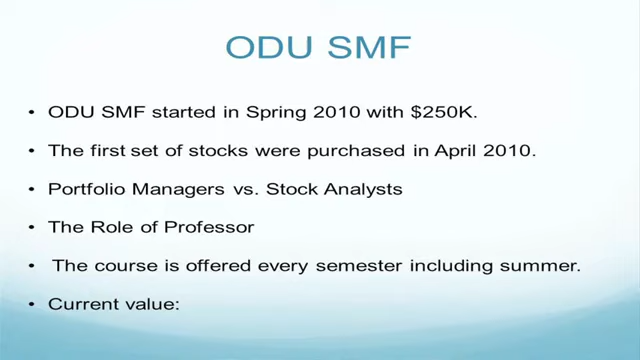 ODU SMF
• ODU SMF started in Spring 2010 with $250K.
• The first set of stocks were purchased in April 2010.
• Portfolio Managers vs. Stock Analysts
• The Role of Professor
• The course is offered every semester including summer.
• Current value: